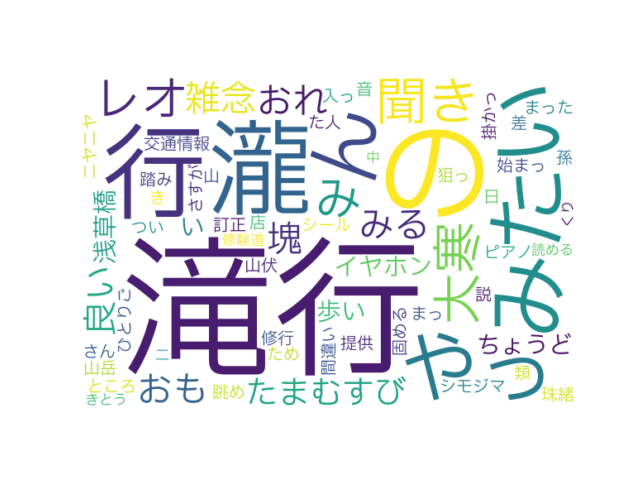 レオ
雑念
おれ
入っ
音
聞き
ん
の
みたい
まった
差
掛かっ
ニヤニヤ
交通情報
た人
行
瀧
踏み
山
さすが
き
み
中
狙っ
始まっ
孫
日
くり
浅草橋
つい
い
訂正
店
シール
みる
大寒
修験道
塊
山伏
イヤホン
ピアノ
読める
説
良い
ひとりご
滝行
歩い
まっ
固める
やっ
さん
二
修行
ため
間違い
提供
ちょうど
山岳
ところ
きとう
おも
眺め
たまむすび
シモジマ
類
珠緒